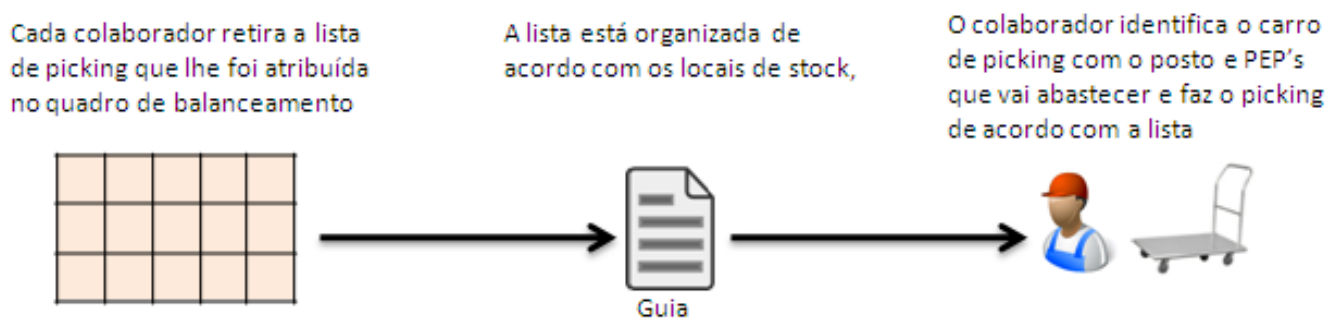 Cada colaborador retira a lista
de picking que lhe foi atribuída
no quadro de balanceamento
A lista está organizada de
acordo com os locais de stock,
O colaborador identifica o carro
de picking com o posto e PEP's
que vai abastecer e faz o picking
de acordo com a lista
Guia